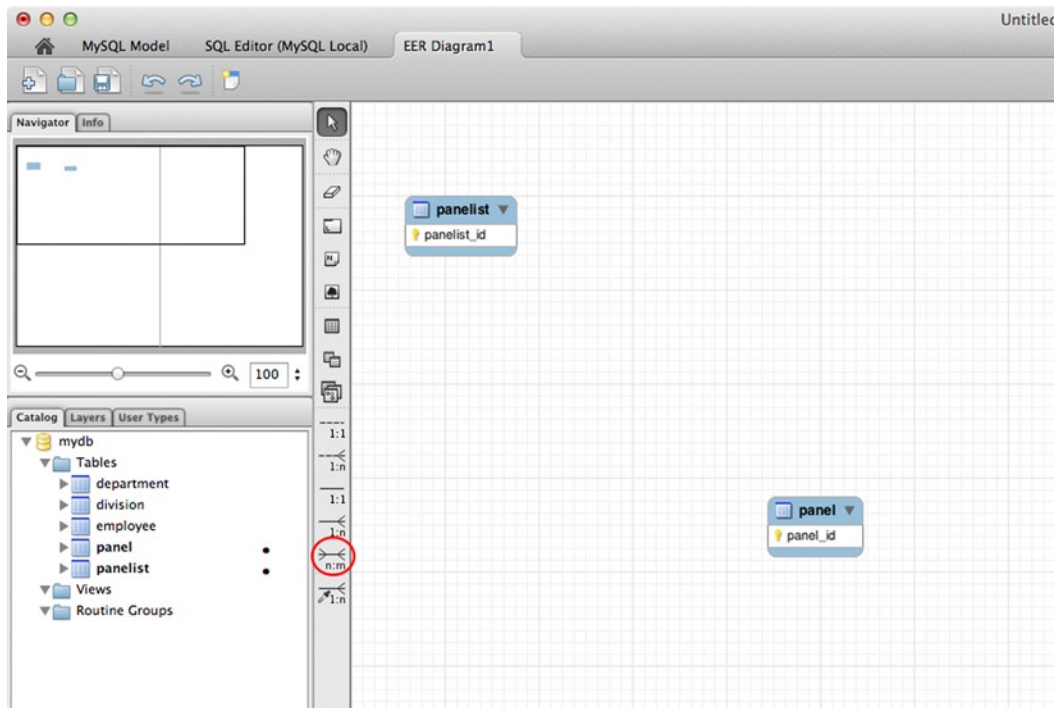 Untitled
MySQL Model SQL Editor (MySQL Local) EER Diagram1
Navigator Info
100
Catalog Layers User Types
mydb
Tables
department
division
employee
panel
panelist
Views
Routine Groups
1:1
1:n
1:1
1:n
n:m
1:n
panelist
panelist_id
panel
panel_id